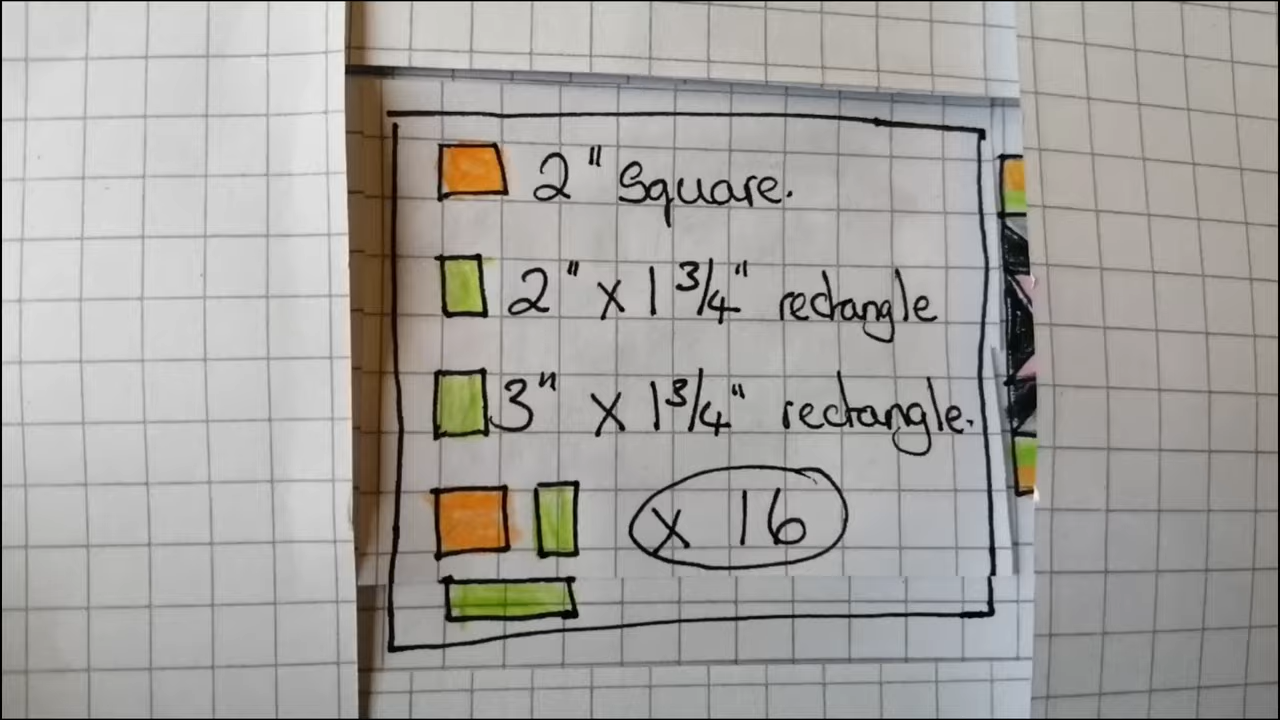 2" Square.
2" x 1 3/4" rectangle
3" x 1 3/4" rectangle.
x 16